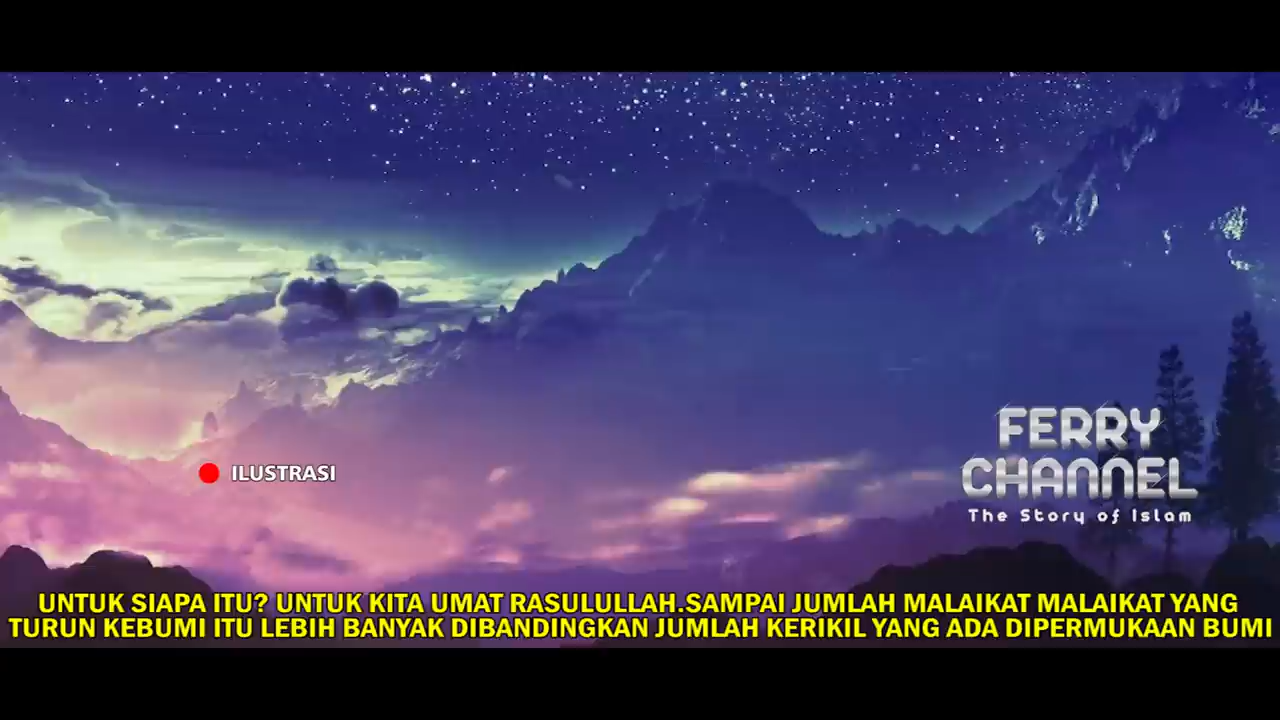 FERRY
CHANNEL
The Story of Islam
ILUSTRASI
UNTUK SIAPA ITU? UNTUK KITA UMAT RASULULLAH.SAMPAI JUMLAH MALAIKAT MALAIKAT YANG
TURUN KEBUMI ITU LEBIH BANYAK DIBANDINGKAN JUMLAH KERIKIL YANG ADA DIPERMUKAAN BUMI